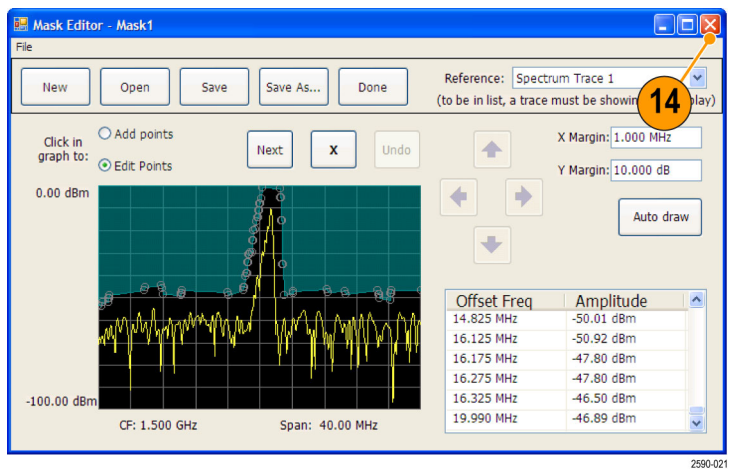 Mask Editor - Mask1
File
New
Open
Save
Save As...
Done
Reference: Spectrum Trace 1
(to be in list, a trace must be showing play)
14
Click in graph to:
Add points
Edit Points
Next
X
Undo
X Margin: 1.000 MHz
Y Margin: 10.000 dB
Auto draw
0.00 dBm
-100.00 dBm
CF: 1.500 GHz
Span: 40.00 MHz
Offset Freq Amplitude
14.825 MHz -50.01 dBm
16.125 MHz -50.92 dBm
16.175 MHz -47.80 dBm
16.275 MHz -47.80 dBm
16.325 MHz -46.50 dBm
19.990 MHz -46.89 dBm
2590-021